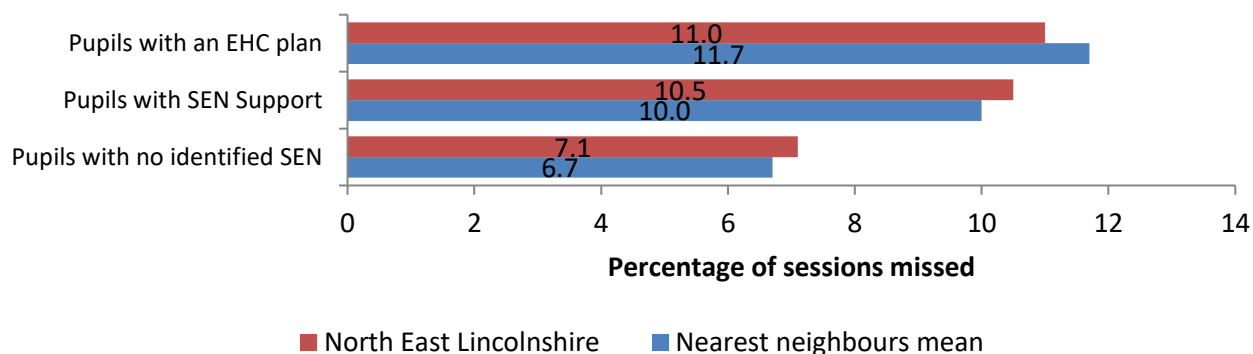 Pupils with an EHC plan
11.0
11.7
Pupils with SEN Support
10.5
10.0
Pupils with no identified SEN
7.1
6.7
0 2 4 6 8 10 12 14
Percentage of sessions missed
North East Lincolnshire Nearest neighbours mean